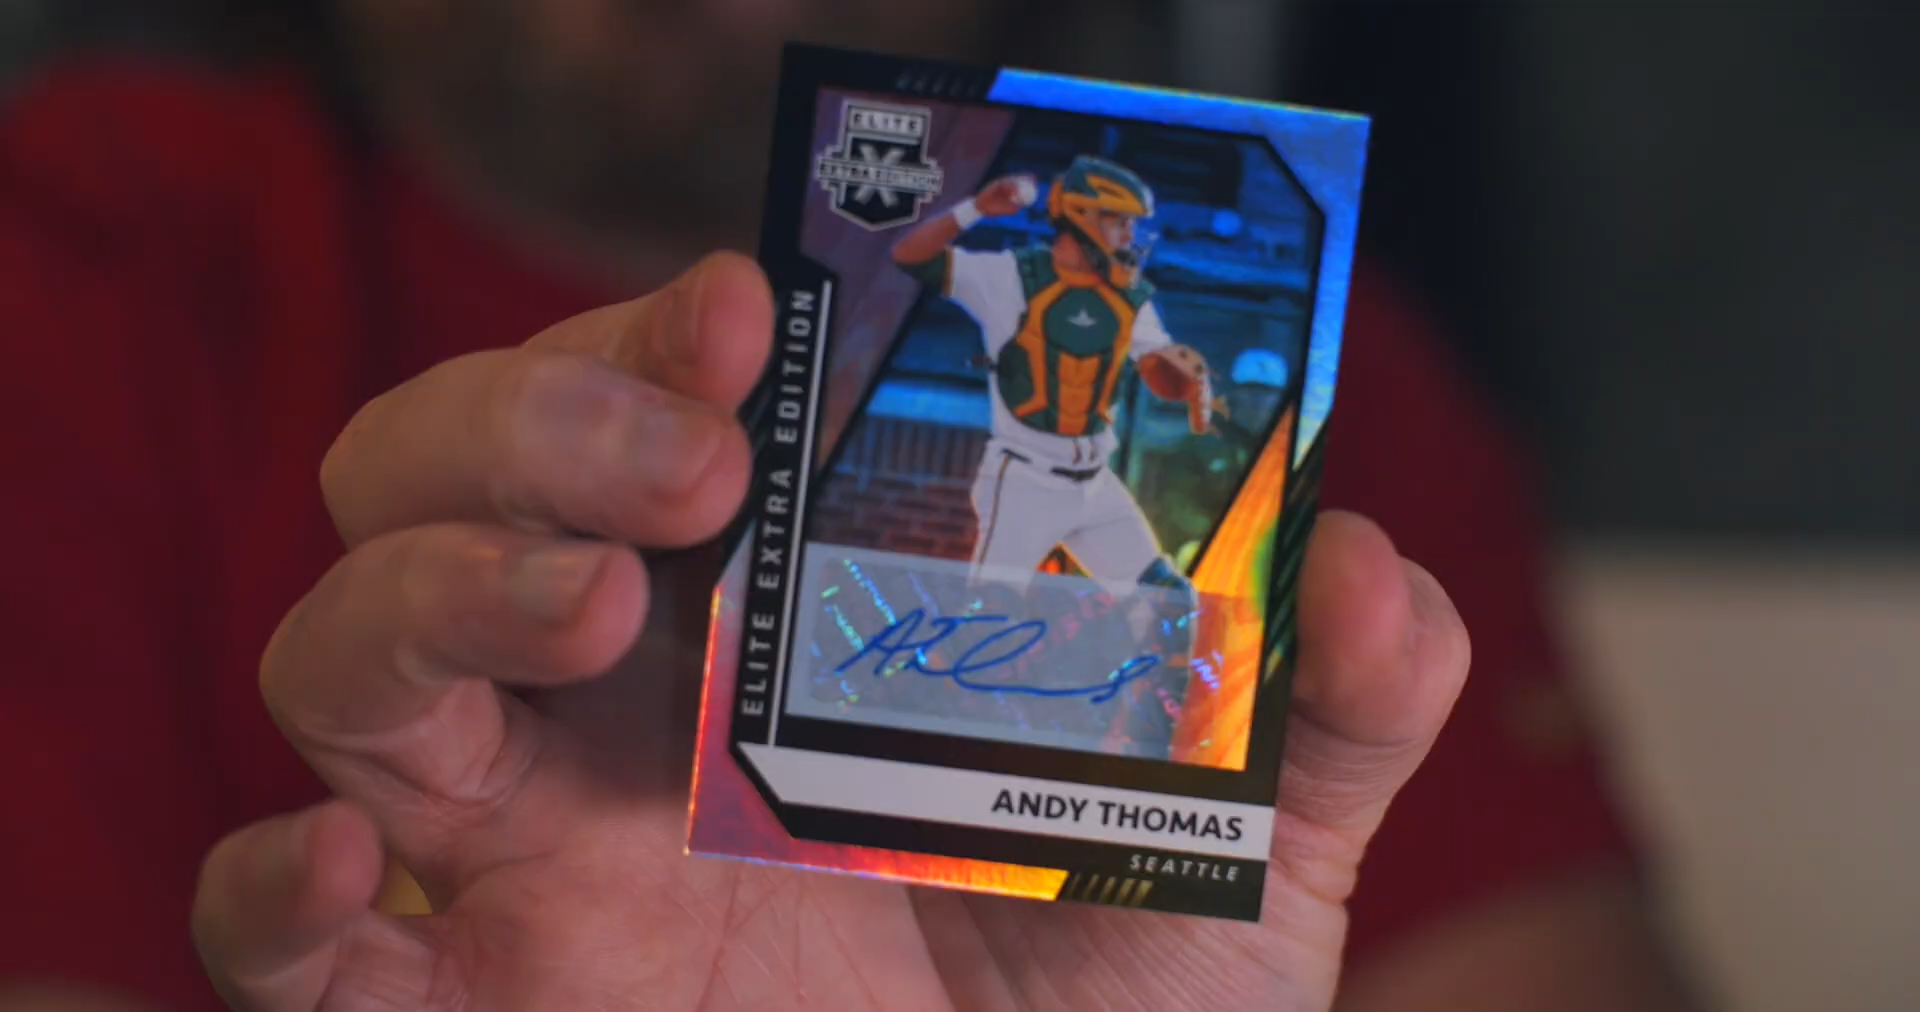 ELITE
EXTRA EDITION
X
ELITE EXTRA EDITION
ANDY THOMAS
SEATTLE